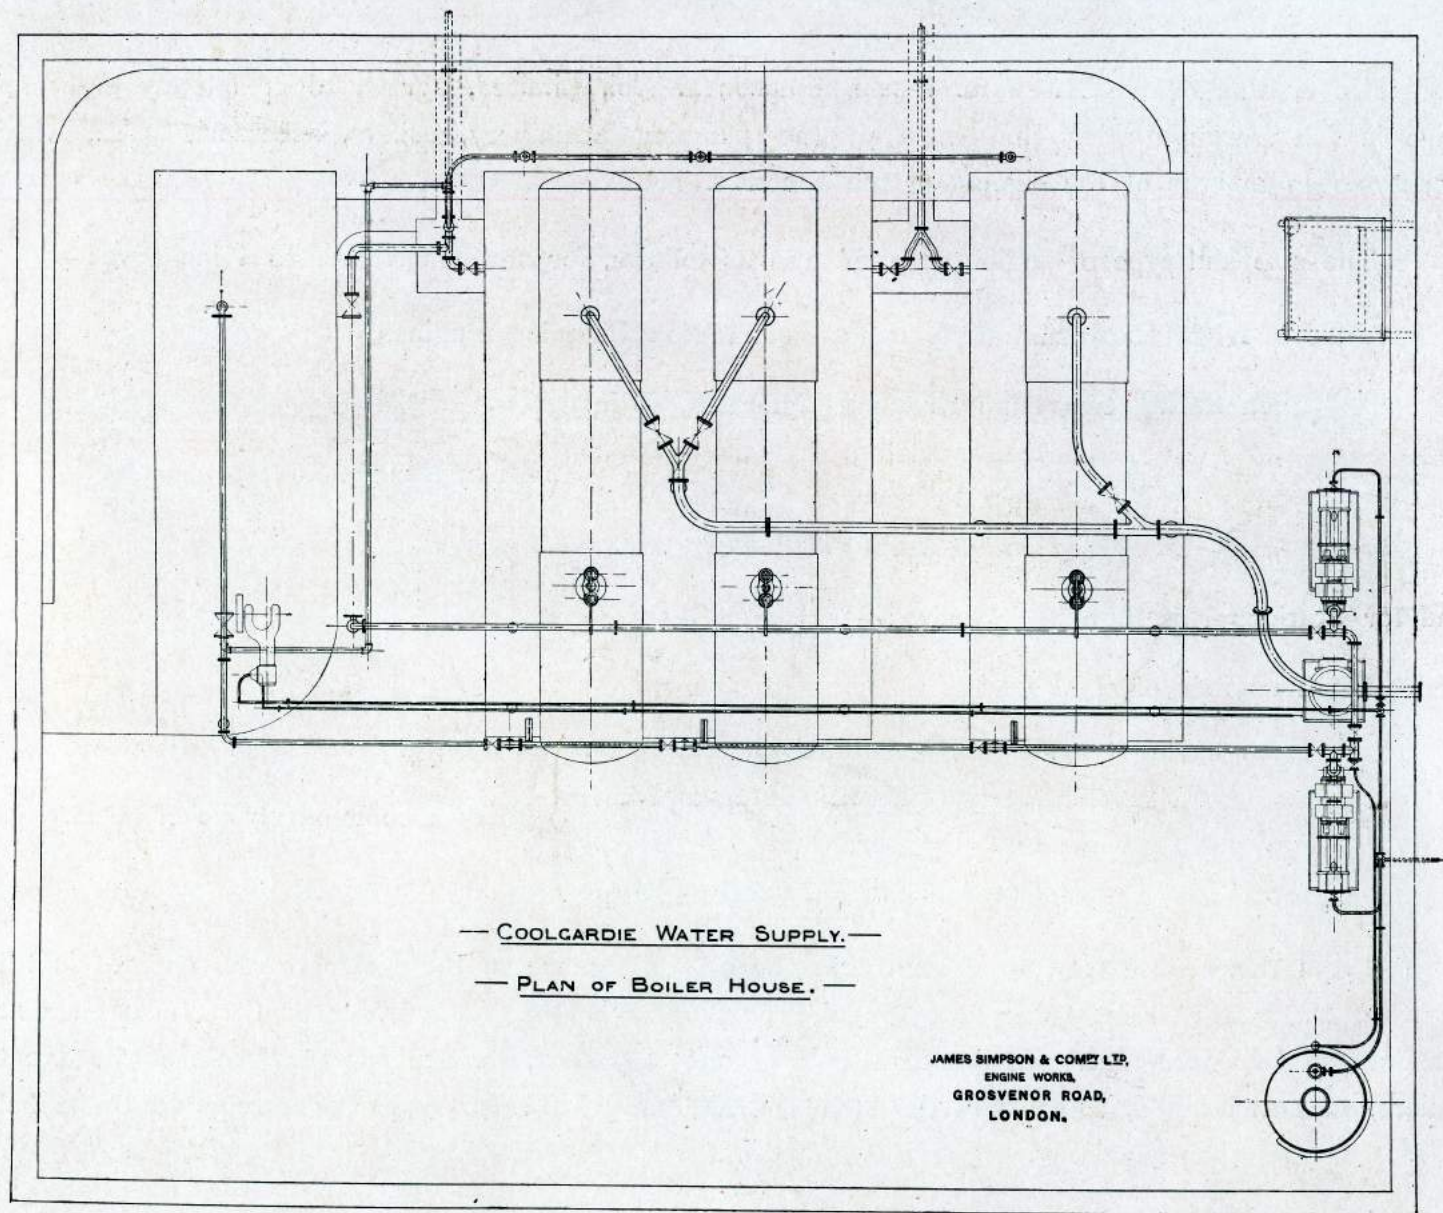 — COOLGARDIE WATER SUPPLY. —
— PLAN OF BOILER HOUSE. —
JAMES SIMPSON & COMPY LTD,
ENGINE WORKS,
GROSVENOR ROAD,
LONDON.